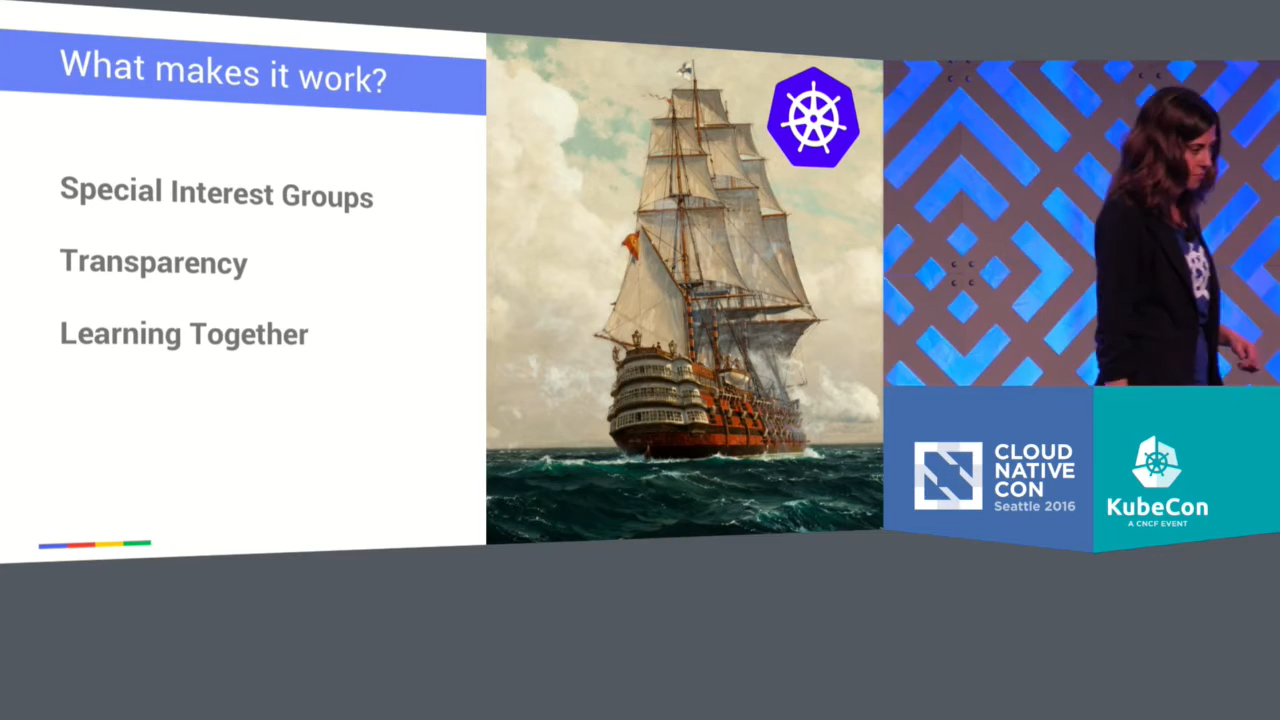 What makes it work?
Special Interest Groups
Transparency
Learning Together
CLOUD
NATIVE
CON
Seattle 2016
KubeCon
A CNCF EVENT